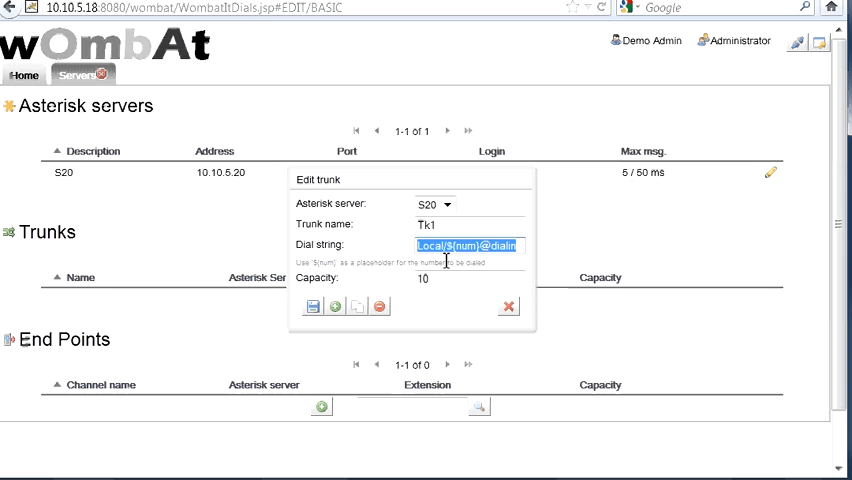 10.10.5.18:8080/wombat/WombatItDials.jsp#EDIT/BASIC
Google
wOmbAt
Demo Admin
Administrator
Home
Servers
Asterisk servers
1-1 of 1
Description Address Port Login Max msg.
S20 10.10.5.20 5 / 50 ms
Edit trunk
Asterisk server: S20
Trunk name: Tk1
Dial string: Local/${num}@dialin
Use '${num}' as a placeholder for the number to be dialed
Capacity: 10
Trunks
Name Asterisk Ser Capacity
End Points
1-1 of 0
Channel name Asterisk server Extension Capacity